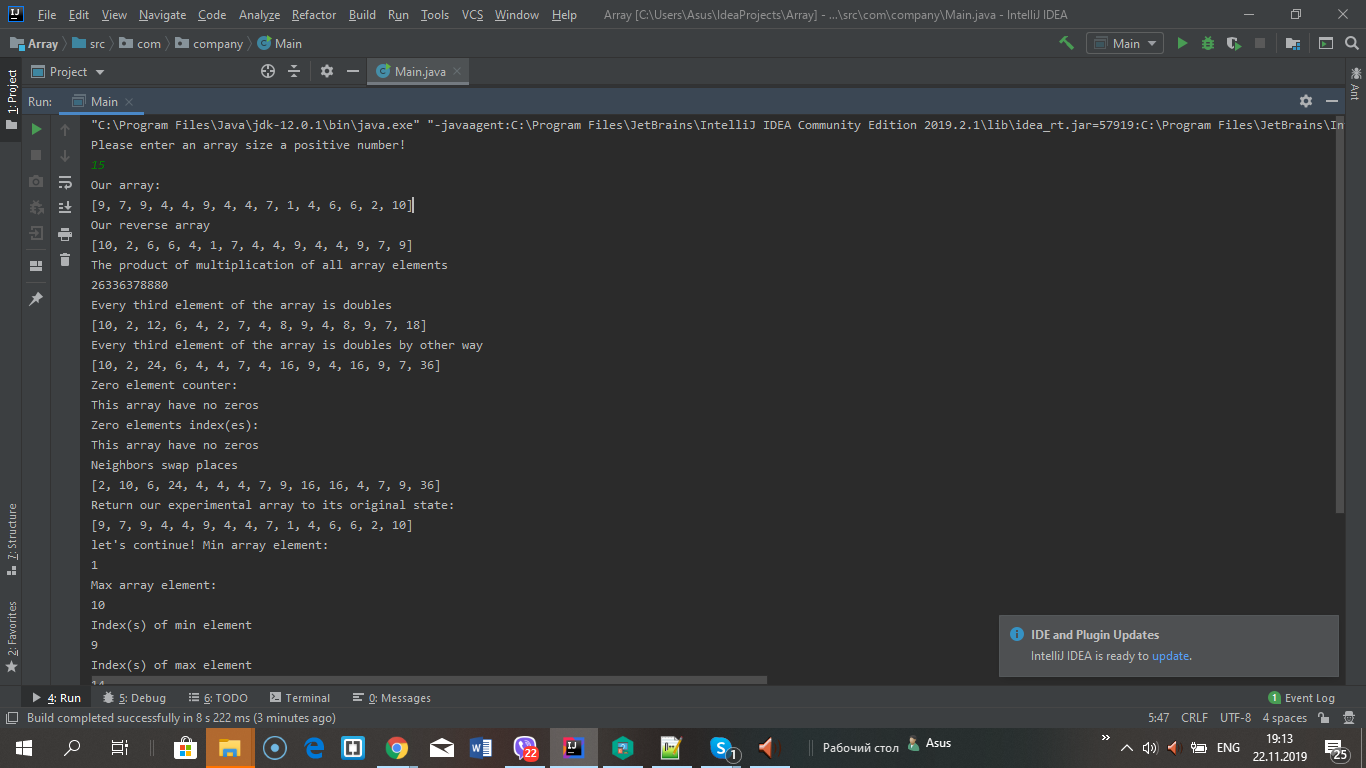 File Edit View Navigate Code Analyze Refactor Build Run Tools VCS Window Help Array [C:\Users\Asus\IdeaProjects\Array] - ...\src\com\company\Main.java - IntelliJ IDEA
Array src com company Main Main
Project Main.java
Run: Main
1: Project
Ant
"C:\Program Files\Java\jdk-12.0.1\bin\java.exe" "-javaagent:C:\Program Files\JetBrains\IntelliJ IDEA Community Edition 2019.2.1\lib\idea_rt.jar=57919:C:\Program Files\JetBrains\In
Please enter an array size a positive number!
15
Our array:
[9, 7, 9, 4, 4, 9, 4, 4, 7, 1, 4, 6, 6, 2, 10]
Our reverse array
[10, 2, 6, 6, 4, 1, 7, 4, 4, 9, 4, 4, 9, 7, 9]
The product of multiplication of all array elements
26336378880
Every third element of the array is doubles
[10, 2, 12, 6, 4, 2, 7, 4, 8, 9, 4, 8, 9, 7, 18]
Every third element of the array is doubles by other way
[10, 2, 24, 6, 4, 4, 7, 4, 16, 9, 4, 16, 9, 7, 36]
Zero element counter:
This array have no zeros
Zero elements index(es):
This array have no zeros
Neighbors swap places
[2, 10, 6, 24, 4, 4, 4, 7, 9, 16, 16, 4, 7, 9, 36]
Return our experimental array to its original state:
[9, 7, 9, 4, 4, 9, 4, 4, 7, 1, 4, 6, 6, 2, 10]
let's continue! Min array element:
1
Max array element:
10
Index(s) of min element
9
Index(s) of max element
14
7: Structure
2: Favorites
IDE and Plugin Updates
IntelliJ IDEA is ready to update.
4: Run 5: Debug 6: TODO Terminal 0: Messages 1 Event Log
Build completed successfully in 8 s 222 ms (3 minutes ago) 5:47 CRLF UTF-8 4 spaces
22 1 Рабочий стол Asus ENG 19:13
22.11.2019 25